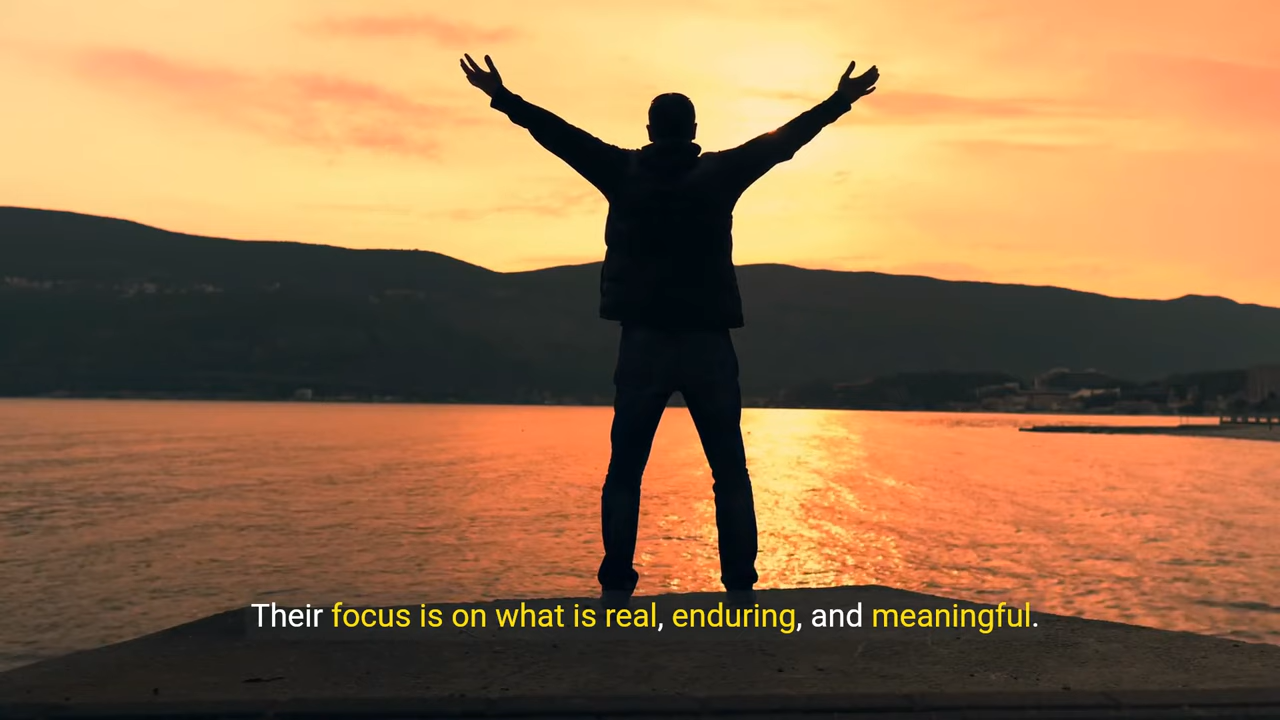 Their focus is on what is real, enduring, and meaningful.